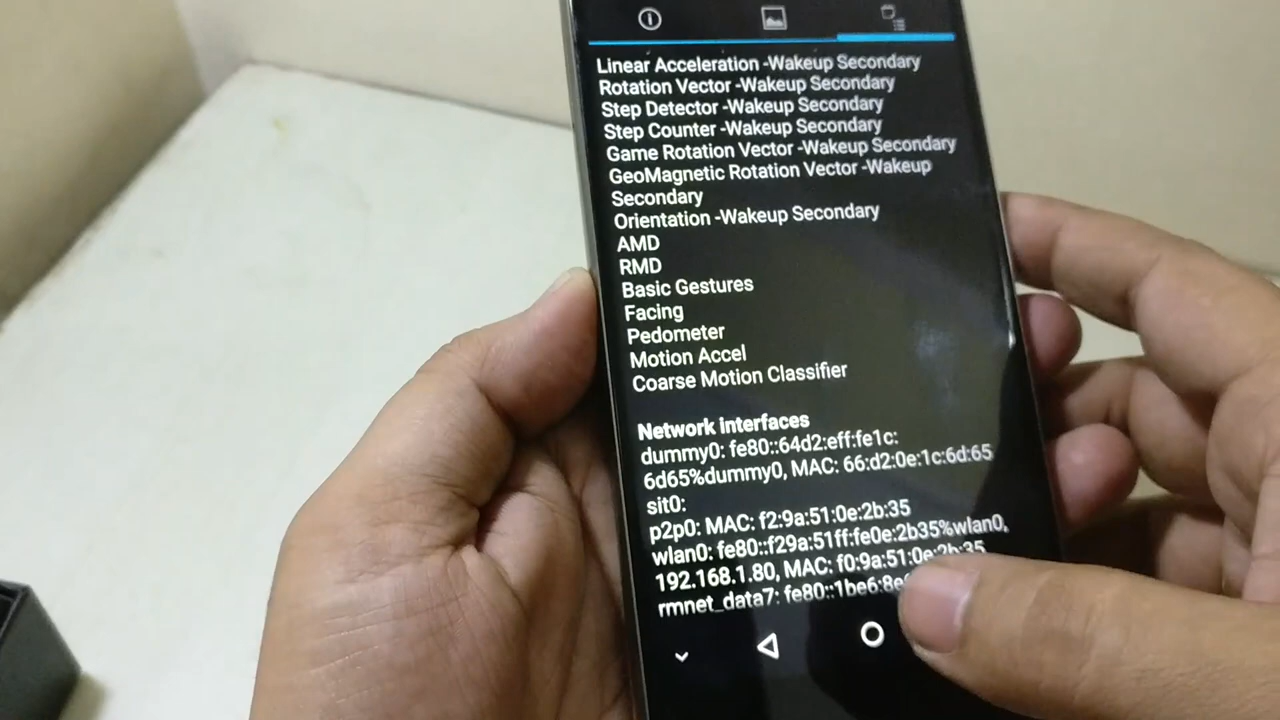 Linear Acceleration -Wakeup Secondary
Rotation Vector -Wakeup Secondary
Step Detector -Wakeup Secondary
Step Counter -Wakeup Secondary
Game Rotation Vector -Wakeup Secondary
GeoMagnetic Rotation Vector -Wakeup
Secondary
Orientation -Wakeup Secondary
AMD
RMD
Basic Gestures
Facing
Pedometer
Motion Accel
Coarse Motion Classifier
Network interfaces
dummy0: fe80::64d2:eff:fe1c:
6d65%dummy0, MAC: 66:d2:0e:1c:6d:65
sit0:
p2p0: MAC: f2:9a:51:0e:2b:35
wlan0: fe80::f29a:51ff:fe0e:2b35%wlan0,
192.168.1.80, MAC: f0:9a:51:0e:2b:35
rmnet_data7: fe80::1be6:8e